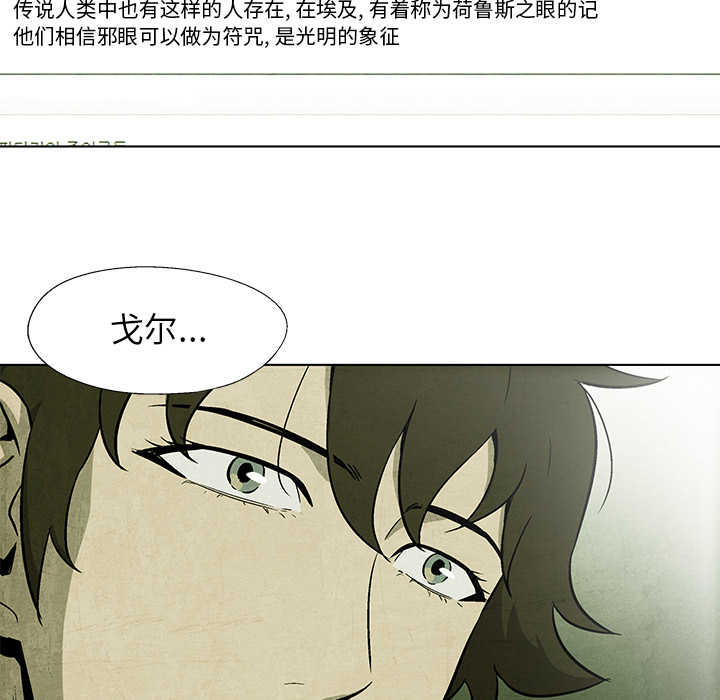 传说人类中也有这样的人存在, 在埃及, 有着称为荷鲁斯之眼的记
他们相信邪眼可以做为符咒, 是光明的象征
戈尔...